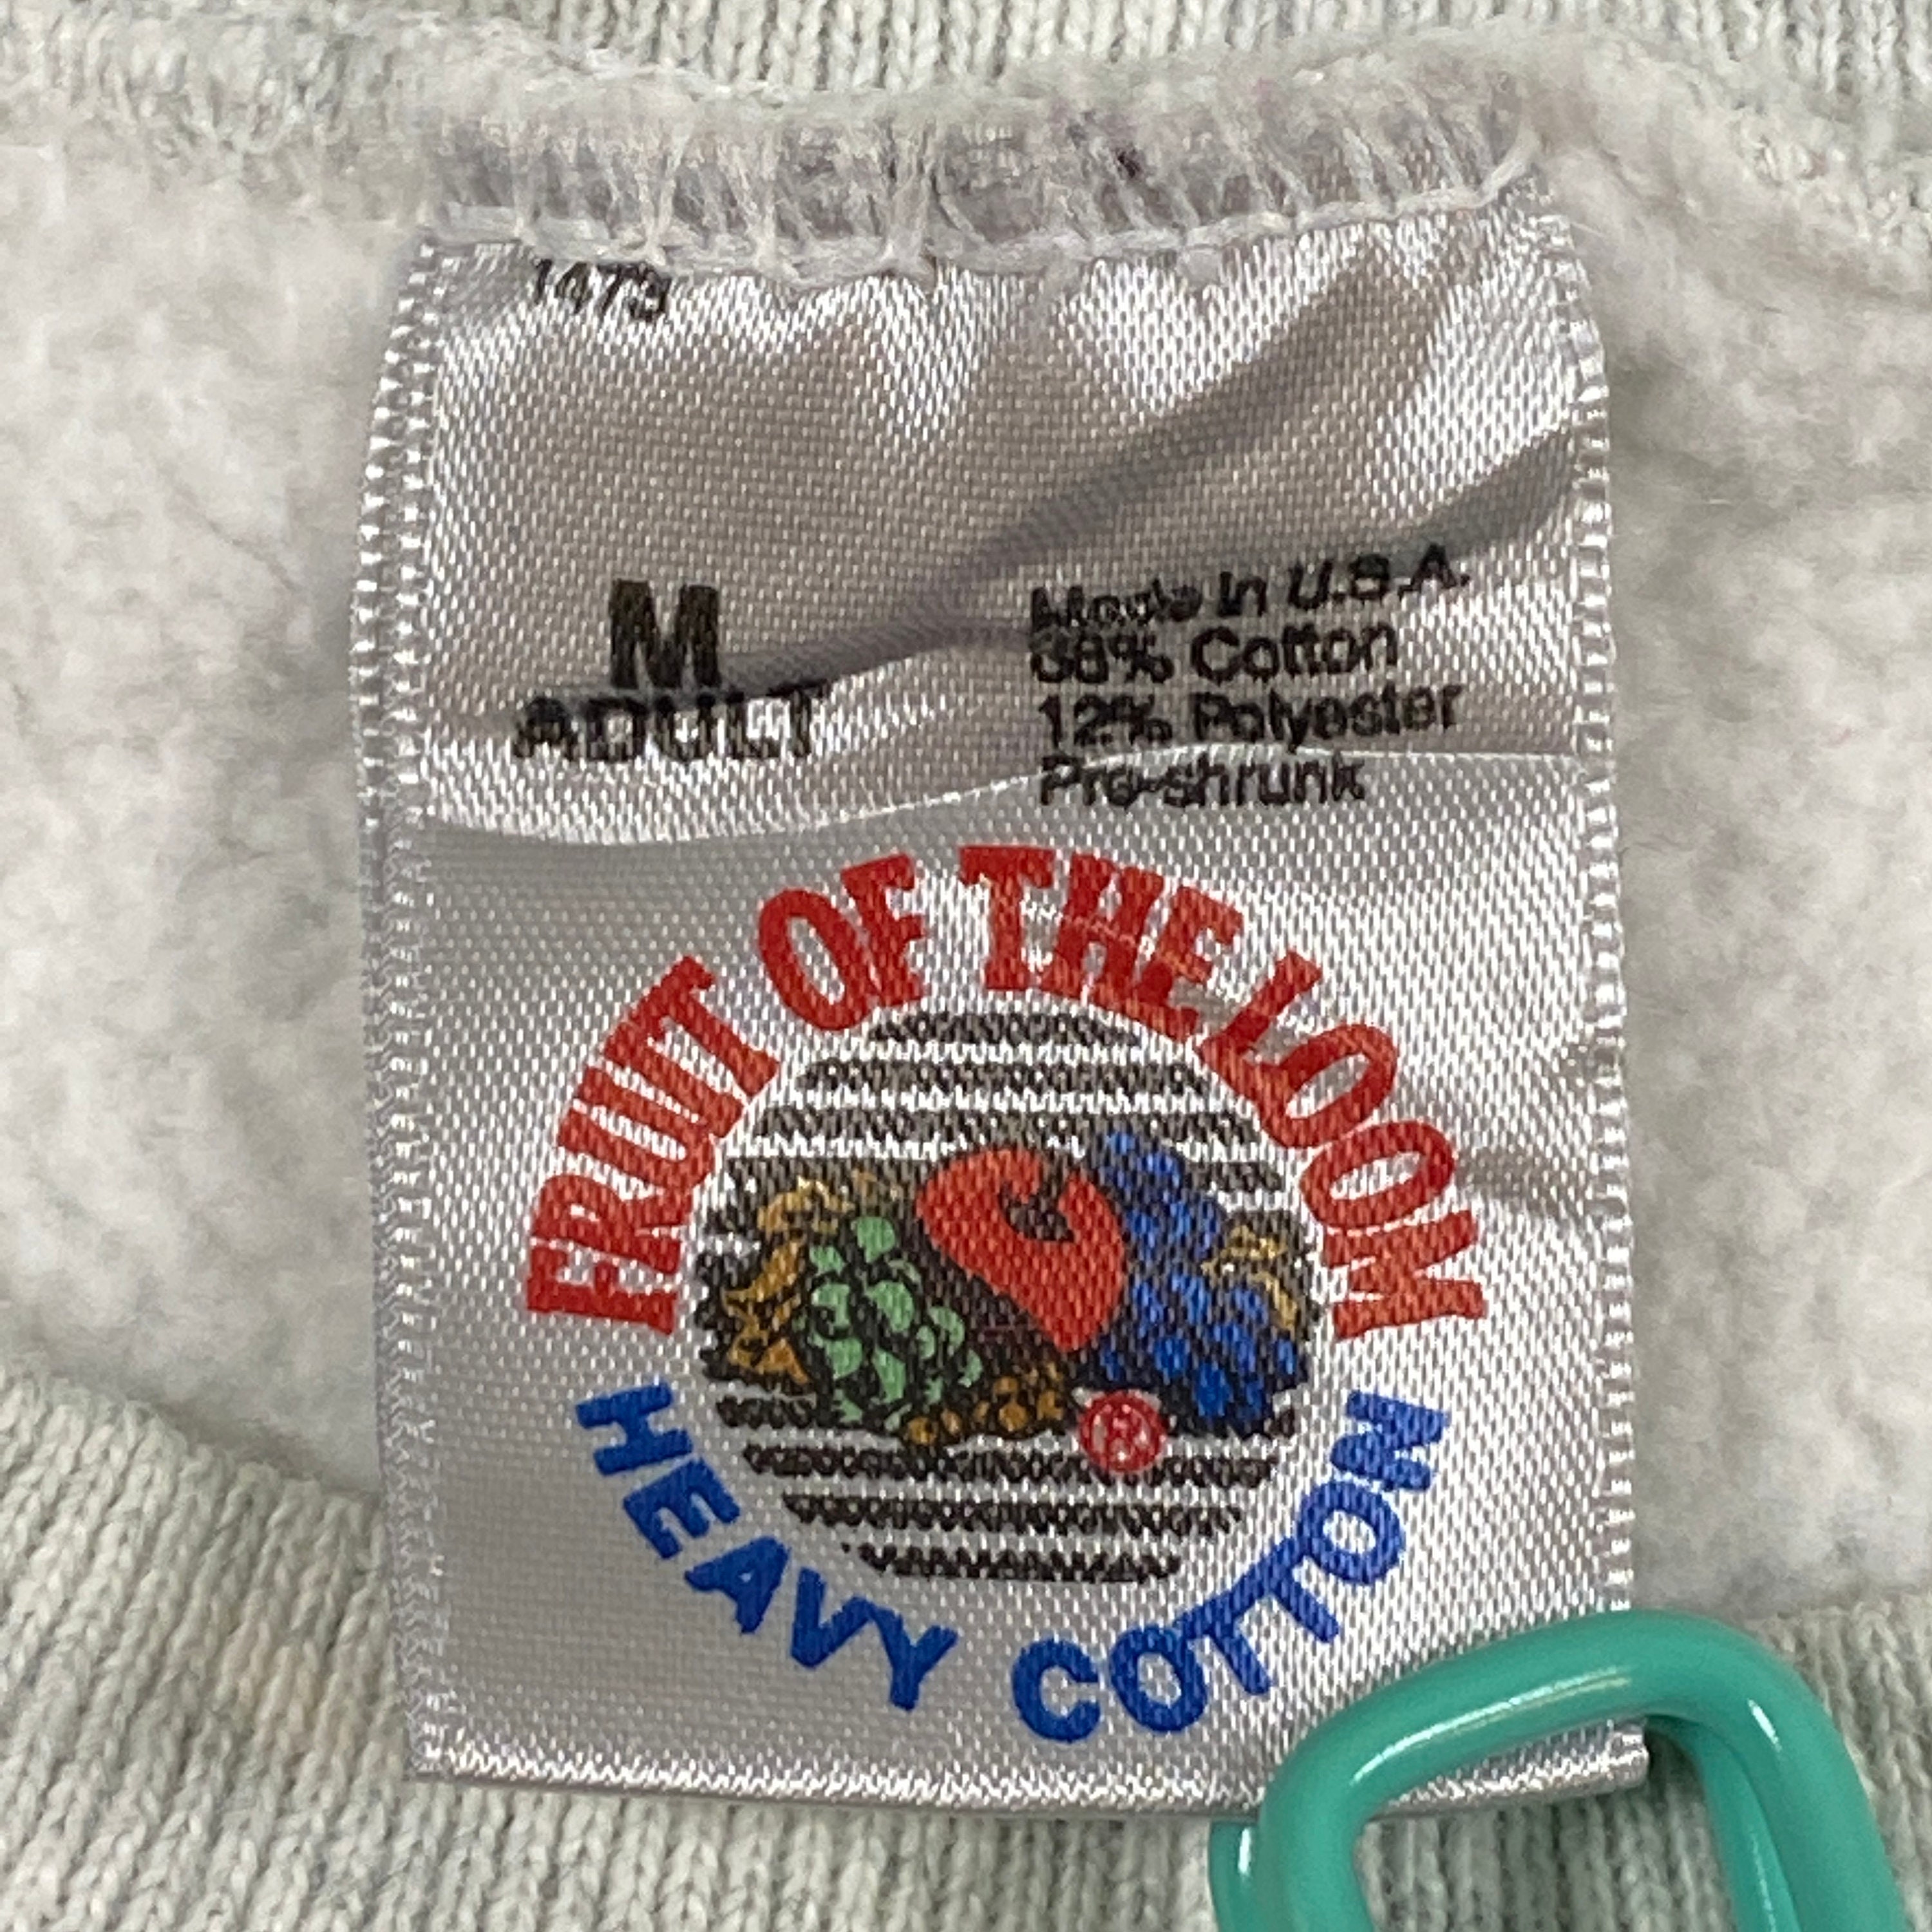 1473
M
ADULT
Made In U.S.A.
88% Cotton
12% Polyester
Pre-shrunk
FRUIT OF THE LOOM
®
HEAVY COTTON